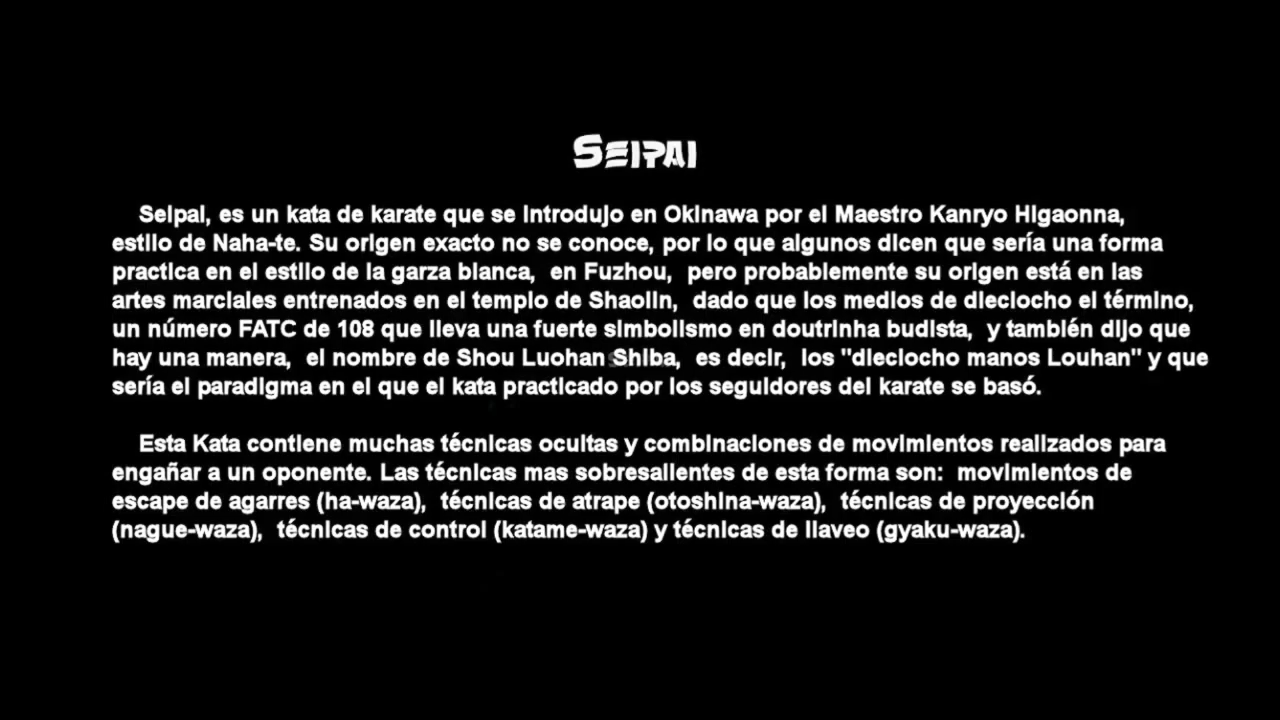 SEIPAI
Seipai, es un kata de karate que se introdujo en Okinawa por el Maestro Kanryo Higaonna,
estilo de Naha-te. Su origen exacto no se conoce, por lo que algunos dicen que sería una forma
practica en el estilo de la garza blanca, en Fuzhou, pero probablemente su origen está en las
artes marciales entrenados en el templo de Shaolin, dado que los medios de dieciocho el término,
un número FATC de 108 que lleva una fuerte simbolismo en doutrinha budista, y también dijo que
hay una manera, el nombre de Shou Luohan Shiba, es decir, los "dieciocho manos Louhan" y que
sería el paradigma en el que el kata practicado por los seguidores del karate se basó.
Esta Kata contiene muchas técnicas ocultas y combinaciones de movimientos realizados para
engañar a un oponente. Las técnicas mas sobresalientes de esta forma son: movimientos de
escape de agarres (ha-waza), técnicas de atrape (otoshina-waza), técnicas de proyección
(nague-waza), técnicas de control (katame-waza) y técnicas de llaveo (gyaku-waza).